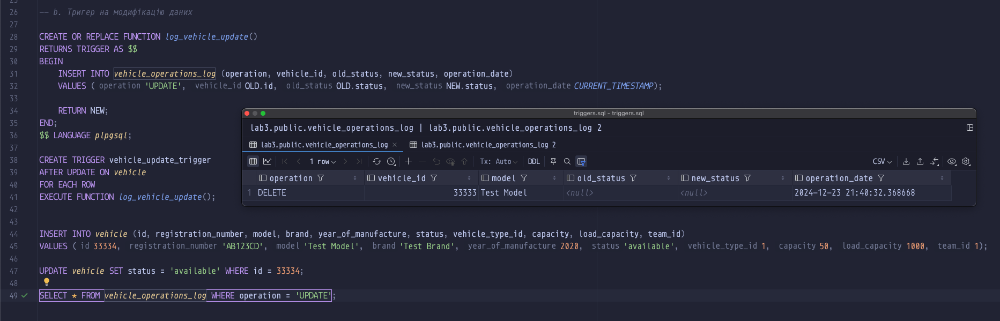 25
26 -- b. Тригер на модифікацію даних
27
28 CREATE OR REPLACE FUNCTION log_vehicle_update()
29 RETURNS TRIGGER AS $$
30 BEGIN
31 INSERT INTO vehicle_operations_log (operation, vehicle_id, old_status, new_status, operation_date)
32 VALUES ( operation 'UPDATE', vehicle_id OLD.id, old_status OLD.status, new_status NEW.status, operation_date CURRENT_TIMESTAMP);
33
34 RETURN NEW;
35 END;
36 $$ LANGUAGE plpgsql;
37
38 CREATE TRIGGER vehicle_update_trigger
39 AFTER UPDATE ON vehicle
40 FOR EACH ROW
41 EXECUTE FUNCTION log_vehicle_update();
42
43
44 INSERT INTO vehicle (id, registration_number, model, brand, year_of_manufacture, status, vehicle_type_id, capacity, load_capacity, team_id)
45 VALUES ( id 33334, registration_number 'AB123CD', model 'Test Model', brand 'Test Brand', year_of_manufacture 2020, status 'available', vehicle_type_id 1, capacity 50, load_capacity 1000, team_id 1);
46
47 UPDATE vehicle SET status = 'available' WHERE id = 33334;
48
49 SELECT * FROM vehicle_operations_log WHERE operation = 'UPDATE';
triggers.sql - triggers.sql
lab3.public.vehicle_operations_log | lab3.public.vehicle_operations_log 2
lab3.public.vehicle_operations_log × lab3.public.vehicle_operations_log 2
1 row Tx: Auto DDL CSV
operation vehicle_id model old_status new_status operation_date
1 DELETE 33333 Test Model <null> <null> 2024-12-23 21:40:32.368668